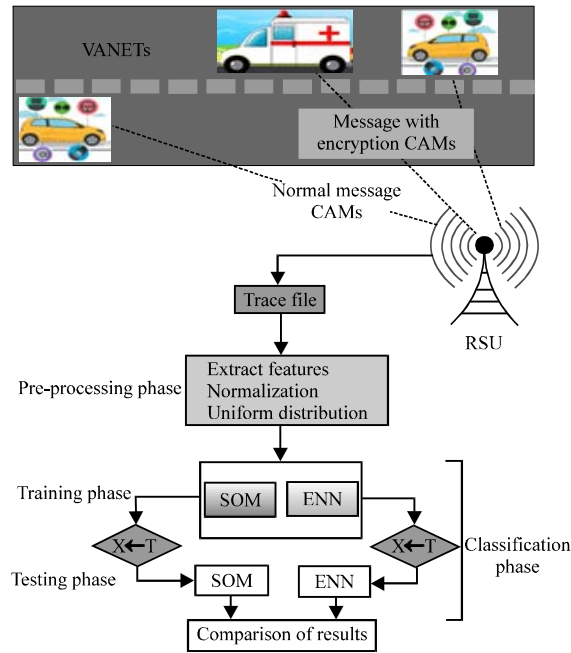 VANETs
Message with
encryption CAMs
Normal message
CAMs
Trace file
RSU
Pre-processing phase
Extract features
Normalization
Uniform distribution
Training phase
SOM
ENN
X←T
X←T
Classification
phase
Testing phase
SOM
ENN
Comparison of results